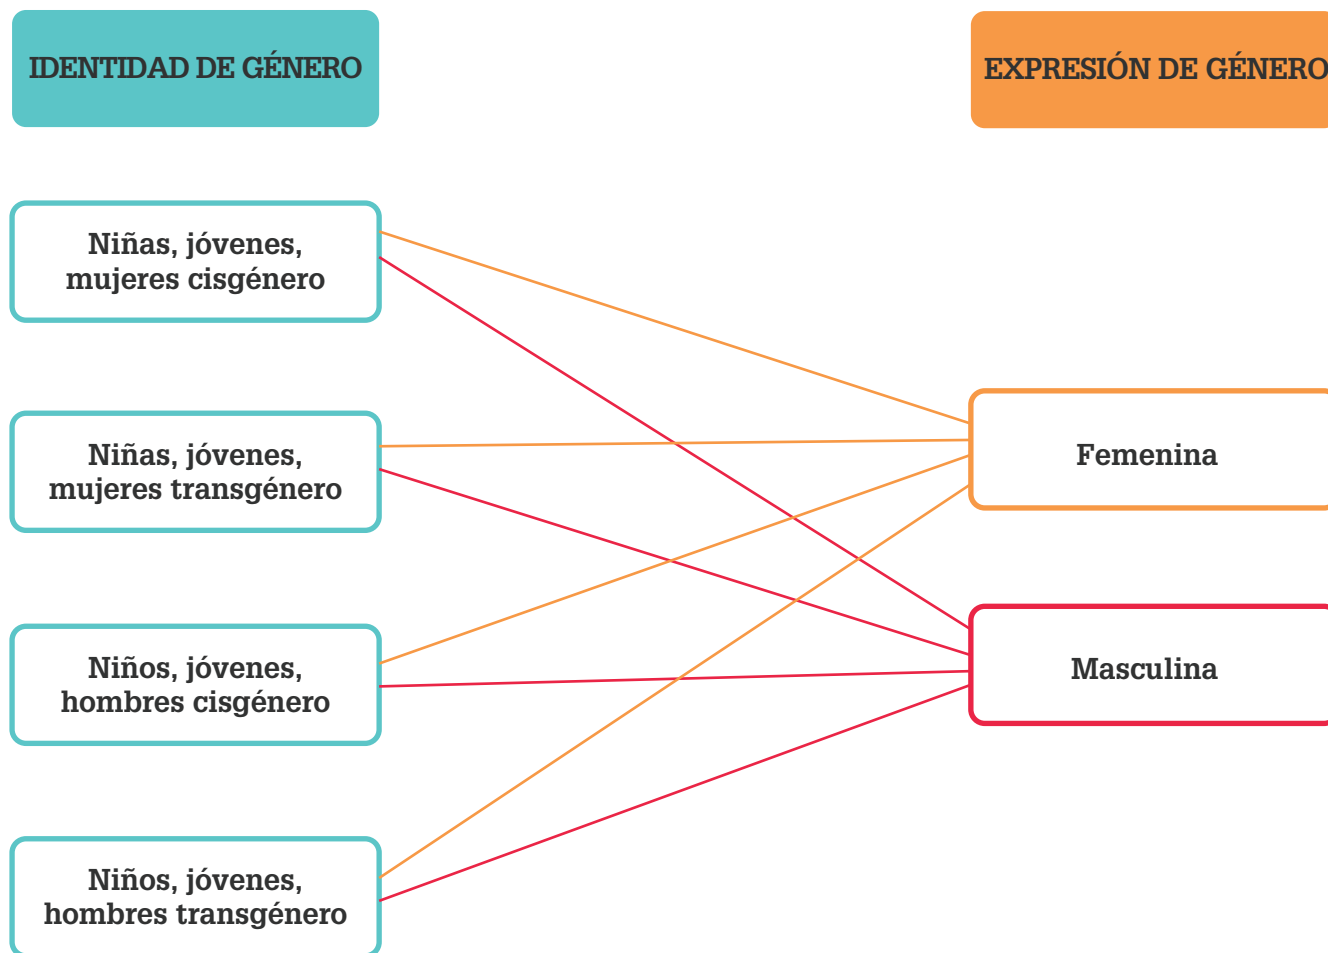 IDENTIDAD DE GÉNERO
EXPRESIÓN DE GÉNERO
Niñas, jóvenes,
mujeres cisgénero
Niñas, jóvenes,
mujeres transgénero
Niños, jóvenes,
hombres cisgénero
Niños, jóvenes,
hombres transgénero
Femenina
Masculina